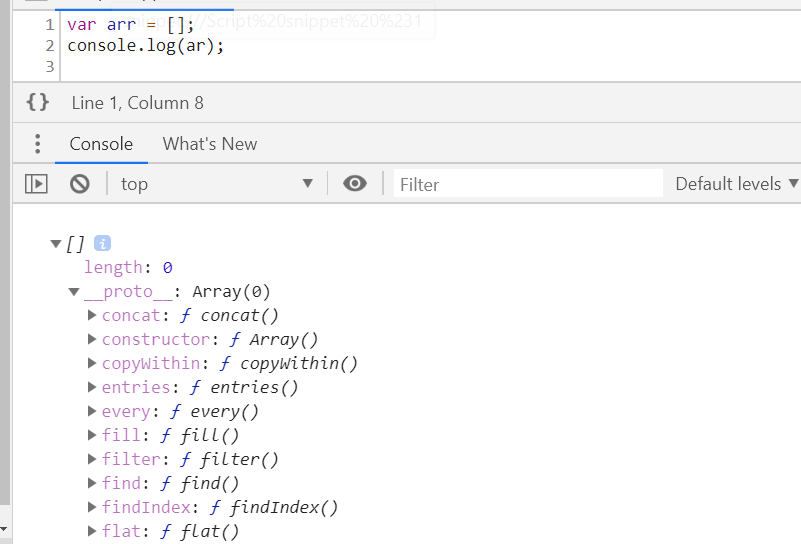 //Script%20snippet%20%231
1 var arr = [];
2 console.log(ar);
3
{} Line 1, Column 8
Console What's New
top Filter Default levels
[] i
length: 0
__proto__: Array(0)
concat: ƒ concat()
constructor: ƒ Array()
copyWithin: ƒ copyWithin()
entries: ƒ entries()
every: ƒ every()
fill: ƒ fill()
filter: ƒ filter()
find: ƒ find()
findIndex: ƒ findIndex()
flat: ƒ flat()